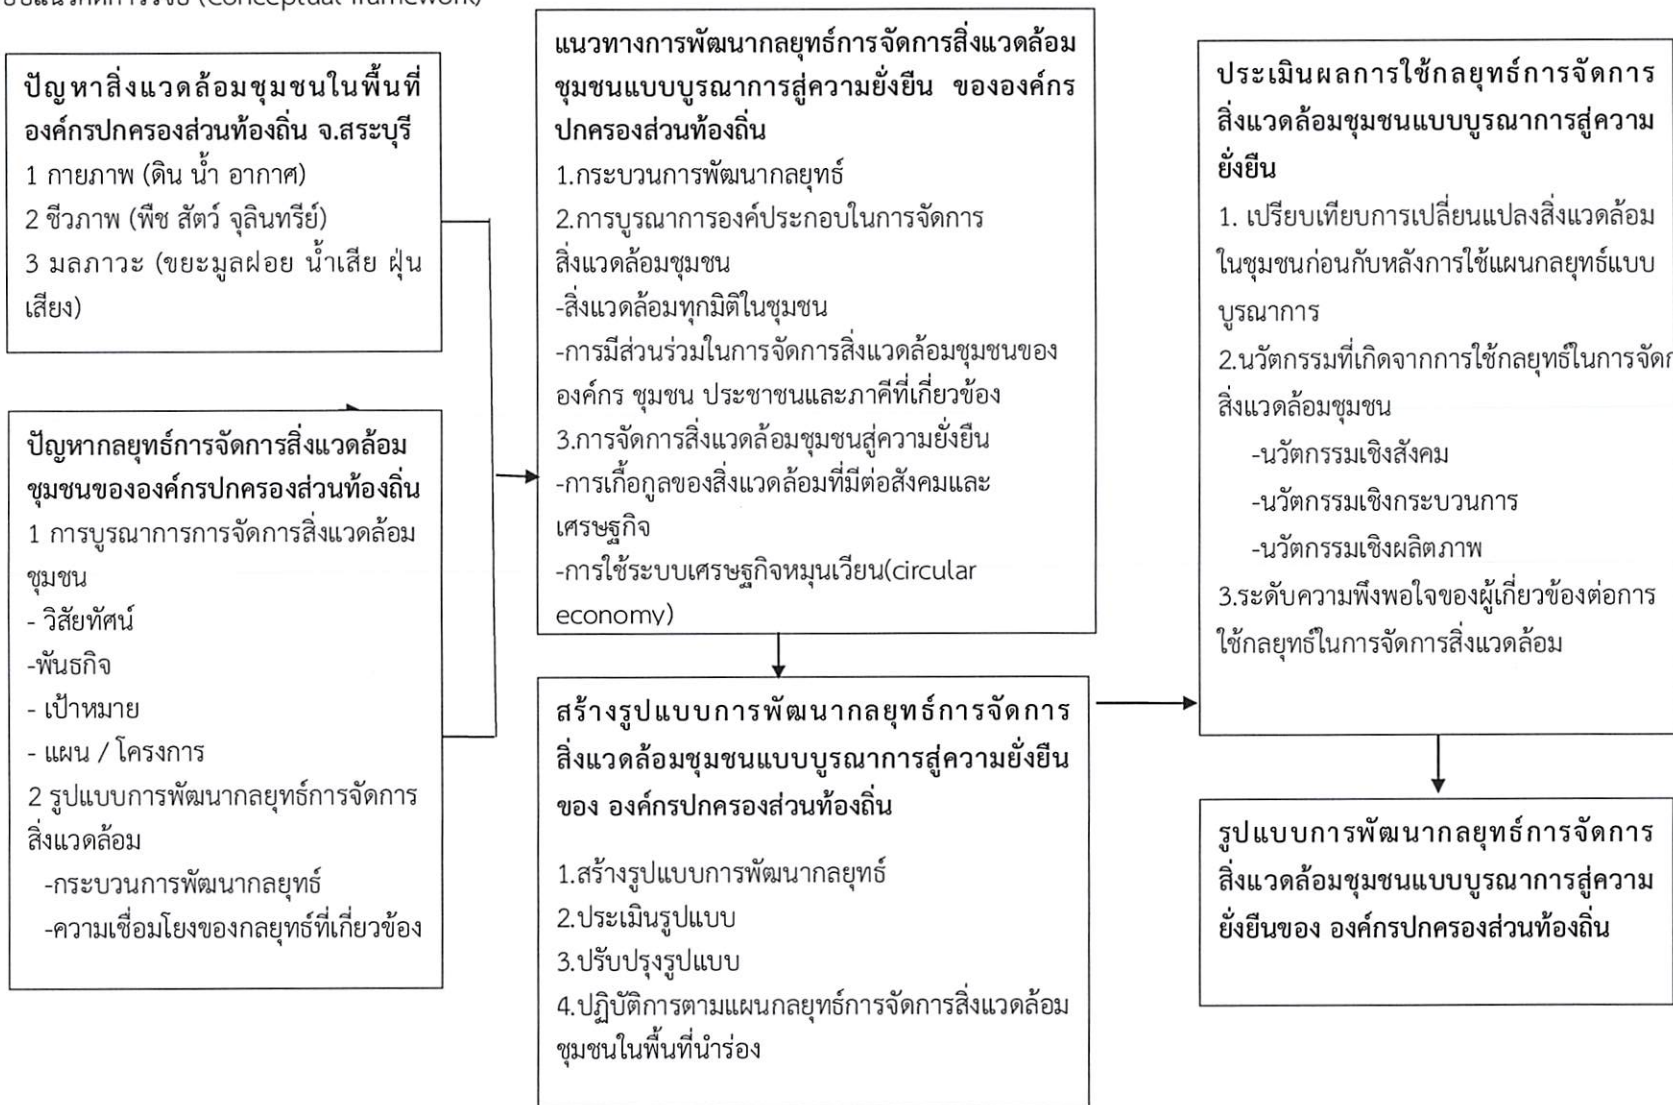 (Conceptual framework)
ปัญหาสิ่งแวดล้อมชุมชนในพื้นที่
องค์กรปกครองส่วนท้องถิ่น จ.สระบุรี
1 กายภาพ (ดิน น้ำ อากาศ)
2 ชีวภาพ (พืช สัตว์ จุลินทรีย์)
3 มลภาวะ (ขยะมูลฝอย น้ำเสีย ฝุ่น
เสียง)
ปัญหากลยุทธ์การจัดการสิ่งแวดล้อม
ชุมชนขององค์กรปกครองส่วนท้องถิ่น
1 การบูรณาการการจัดการสิ่งแวดล้อม
ชุมชน
- วิสัยทัศน์
-พันธกิจ
- เป้าหมาย
- แผน / โครงการ
2 รูปแบบการพัฒนากลยุทธ์การจัดการ
สิ่งแวดล้อม
-กระบวนการพัฒนากลยุทธ์
-ความเชื่อมโยงของกลยุทธ์ที่เกี่ยวข้อง
แนวทางการพัฒนากลยุทธ์การจัดการสิ่งแวดล้อม
ชุมชนแบบบูรณาการสู่ความยั่งยืน ขององค์กร
ปกครองส่วนท้องถิ่น
1.กระบวนการพัฒนากลยุทธ์
2.การบูรณาการองค์ประกอบในการจัดการ
สิ่งแวดล้อมชุมชน
-สิ่งแวดล้อมทุกมิติในชุมชน
-การมีส่วนร่วมในการจัดการสิ่งแวดล้อมชุมชนของ
องค์กร ชุมชน ประชาชนและภาคีที่เกี่ยวข้อง
3.การจัดการสิ่งแวดล้อมชุมชนสู่ความยั่งยืน
-การเกื้อกูลของสิ่งแวดล้อมที่มีต่อสังคมและ
เศรษฐกิจ
-การใช้ระบบเศรษฐกิจหมุนเวียน(circular
economy)
สร้างรูปแบบการพัฒนากลยุทธ์การจัดการ
สิ่งแวดล้อมชุมชนแบบบูรณาการสู่ความยั่งยืน
ของ องค์กรปกครองส่วนท้องถิ่น
1.สร้างรูปแบบการพัฒนากลยุทธ์
2.ประเมินรูปแบบ
3.ปรับปรุงรูปแบบ
4.ปฏิบัติการตามแผนกลยุทธ์การจัดการสิ่งแวดล้อม
ชุมชนในพื้นที่นำร่อง
ประเมินผลการใช้กลยุทธ์การจัดการ
สิ่งแวดล้อมชุมชนแบบบูรณาการสู่ความ
ยั่งยืน
1. เปรียบเทียบการเปลี่ยนแปลงสิ่งแวดล้อม
ในชุมชนก่อนกับหลังการใช้แผนกลยุทธ์แบบ
บูรณาการ
2.นวัตกรรมที่เกิดจากการใช้กลยุทธ์ในการจัดก
สิ่งแวดล้อมชุมชน
-นวัตกรรมเชิงสังคม
-นวัตกรรมเชิงกระบวนการ
-นวัตกรรมเชิงผลิตภาพ
3.ระดับความพึงพอใจของผู้เกี่ยวข้องต่อการ
ใช้กลยุทธ์ในการจัดการสิ่งแวดล้อม
รูปแบบการพัฒนากลยุทธ์การจัดการ
สิ่งแวดล้อมชุมชนแบบบูรณาการสู่ความ
ยั่งยืนของ องค์กรปกครองส่วนท้องถิ่น